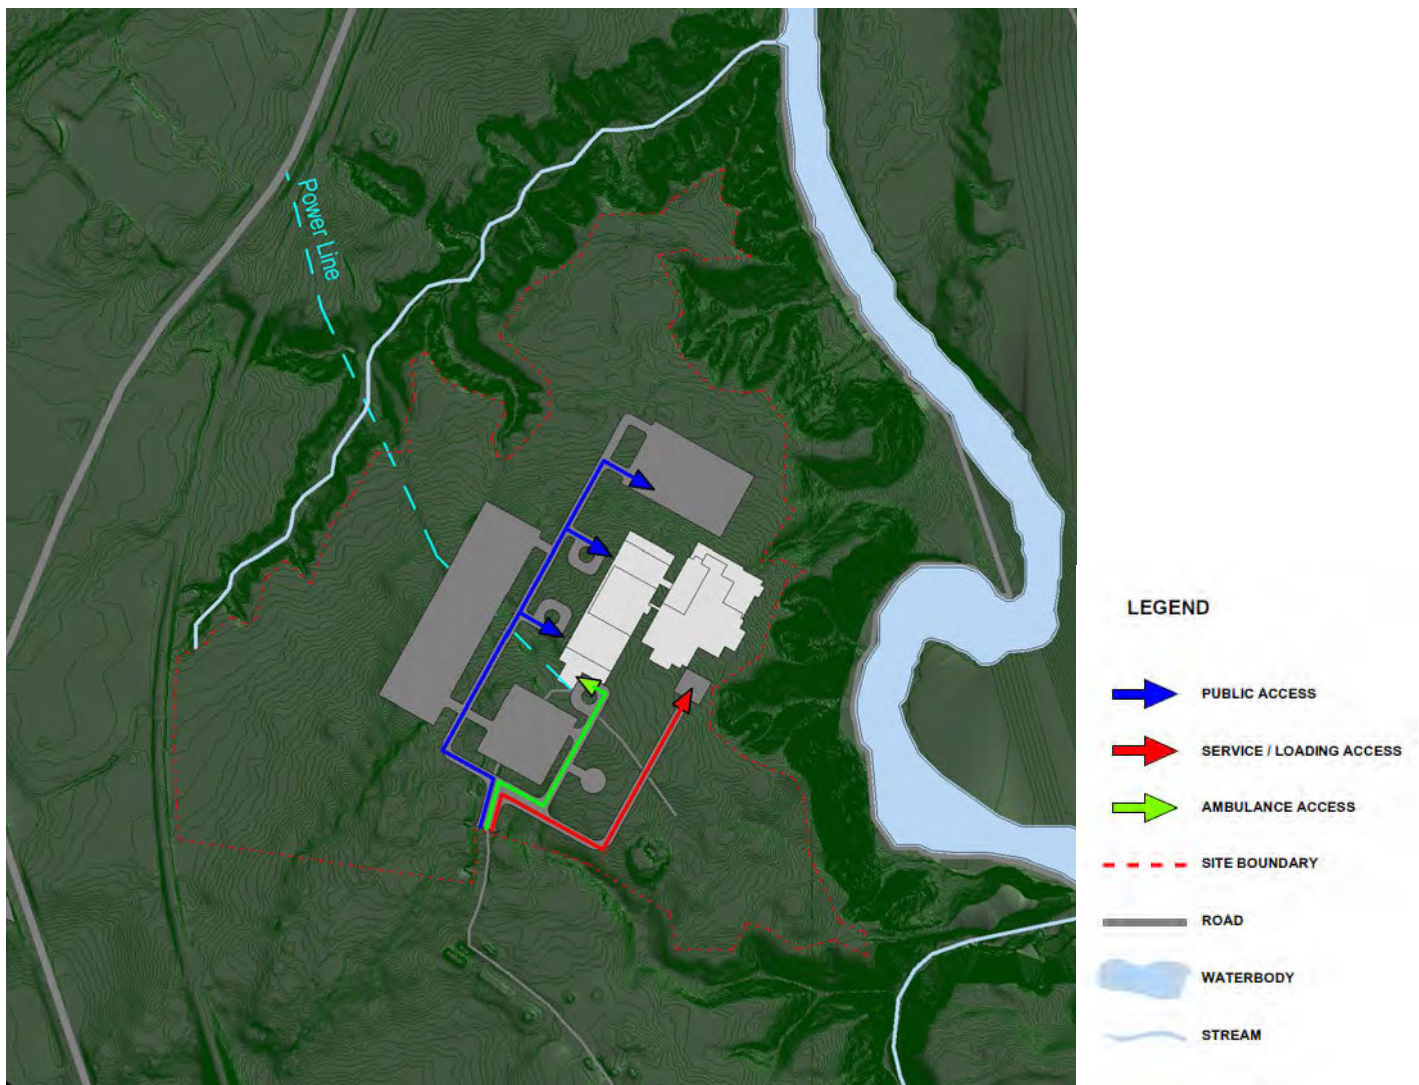 Power Line
LEGEND
PUBLIC ACCESS
SERVICE / LOADING ACCESS
AMBULANCE ACCESS
SITE BOUNDARY
ROAD
WATERBODY
STREAM